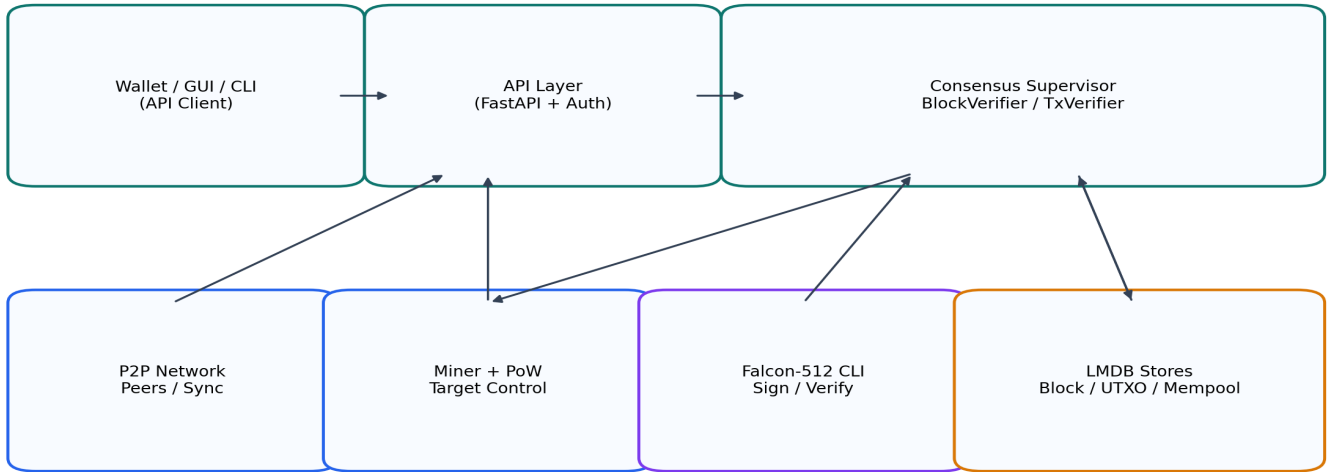 Wallet / GUI / CLI
(API Client)
API Layer
(FastAPI + Auth)
Consensus Supervisor
BlockVerifier / TxVerifier
P2P Network
Peers / Sync
Miner + PoW
Target Control
Falcon-512 CLI
Sign / Verify
LMDB Stores
Block / UTXO / Mempool